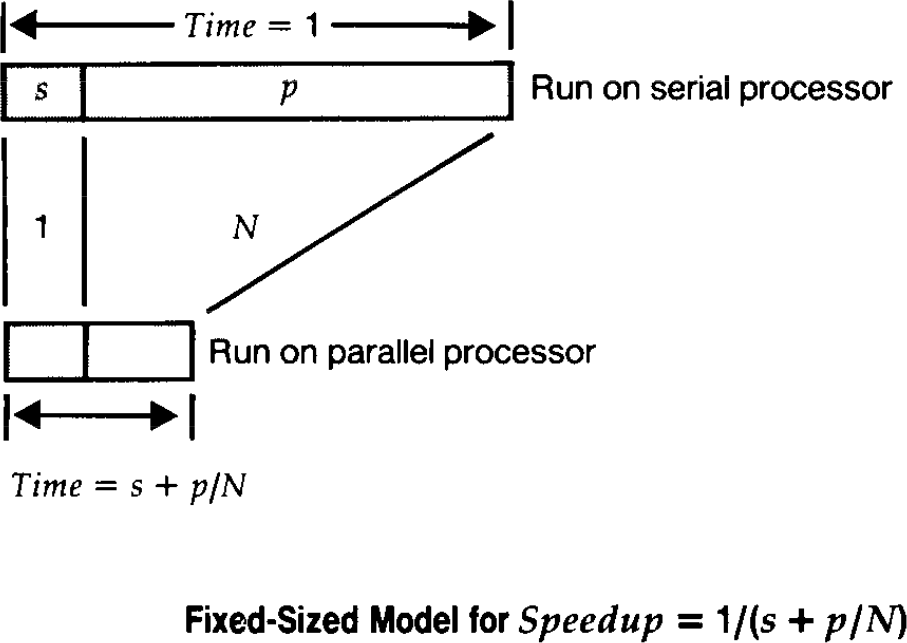 Time = 1
s
p
Run on serial processor
1
N
Run on parallel processor
Time = s + p/N
Fixed-Sized Model for Speedup = 1/(s + p/N)